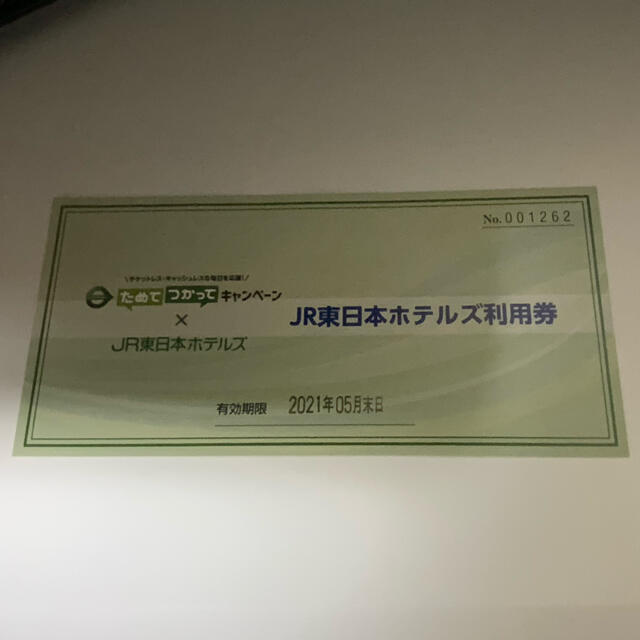 No.001262
\チケットレス・キャッシュレスな毎日を応援!/
ためて つかって キャンペーン
×
JR東日本ホテルズ
JR東日本ホテルズ利用券
有効期限 2021年05月末日